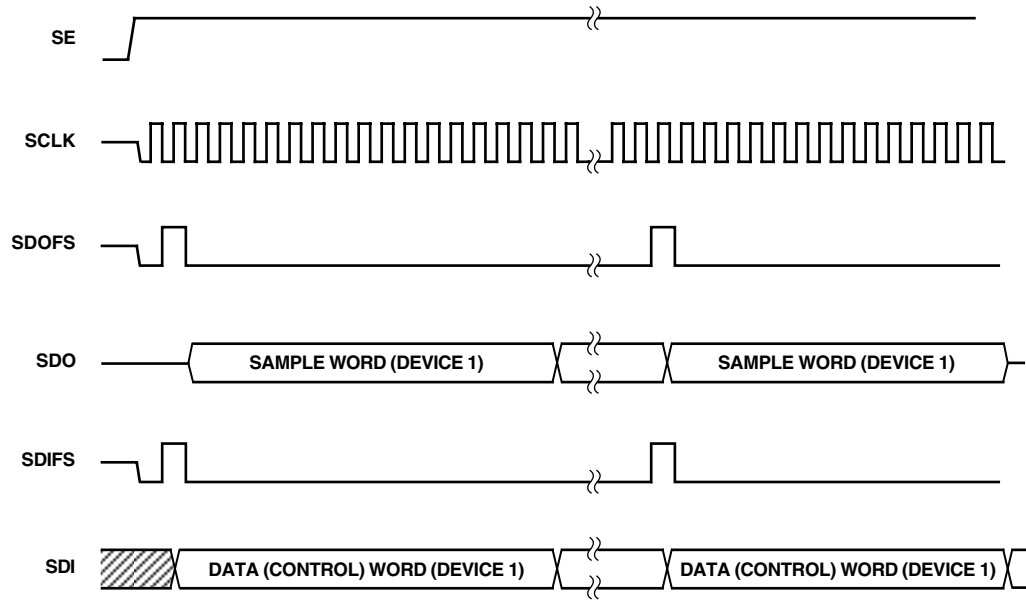 SE
SCLK
SDOFS
SDO
SAMPLE WORD (DEVICE 1)
SAMPLE WORD (DEVICE 1)
SDIFS
SDI
DATA (CONTROL) WORD (DEVICE 1)
DATA (CONTROL) WORD (DEVICE 1)